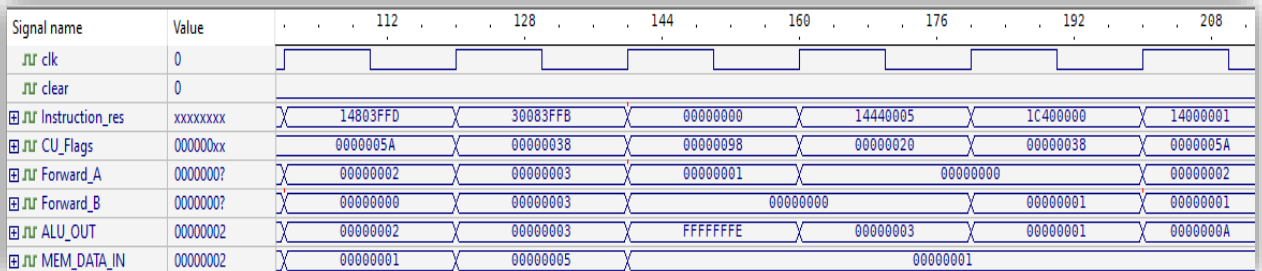 Signal name Value 112 128 144 160 176 192 208
clk 0
clear 0
Instruction_res xxxxxxxx 14803FFD 30083FFB 00000000 14440005 1C400000 14000001
CU_Flags 000000xx 0000005A 00000038 00000098 00000020 00000038 0000005A
Forward_A 0000000? 00000002 00000003 00000001 00000000 00000002
Forward_B 0000000? 00000000 00000003 00000000 00000001 00000001
ALU_OUT 00000002 00000002 00000003 FFFFFFFE 00000003 00000001 0000000A
MEM_DATA_IN 00000002 00000001 00000005 00000001